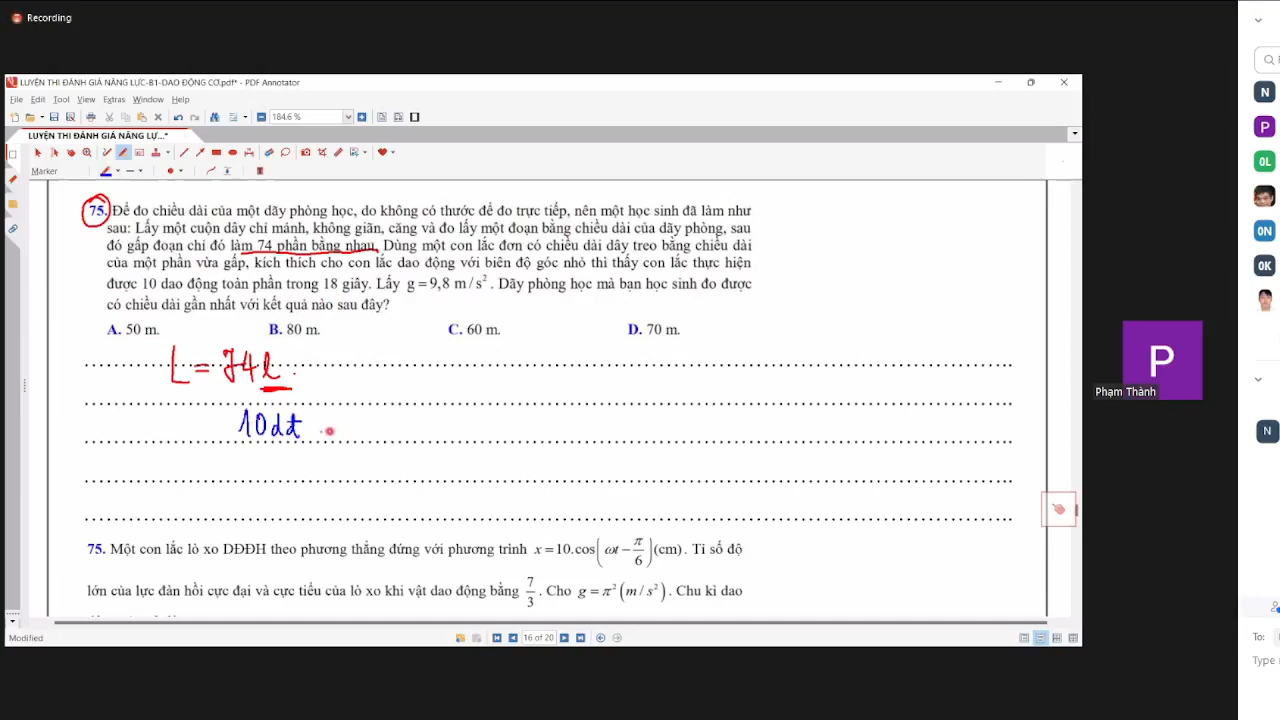 Recording
LUYỆN THI ĐÁNH GIÁ NĂNG LỰC-B1-DAO ĐỘNG CƠ.pdf* - PDF Annotator
File Edit Tool View Extras Window Help
184.6 %
LUYỆN THI ĐÁNH GIÁ NĂNG LỰ...*
Marker
75. Để đo chiều dài của một dãy phòng học, do không có thước để đo trực tiếp, nên một học sinh đã làm như
sau: Lấy một cuộn dây chỉ mảnh, không giãn, căng và đo lấy một đoạn bằng chiều dài của dãy phòng, sau
đó gấp đoạn chỉ đó làm 74 phần bằng nhau. Dùng một con lắc đơn có chiều dài dây treo bằng chiều dài
của một phần vừa gấp, kích thích cho con lắc dao động với biên độ góc nhỏ thì thấy con lắc thực hiện
được 10 dao động toàn phần trong 18 giây. Lấy g = 9,8 m/s². Dãy phòng học mà bạn học sinh đo được
có chiều dài gần nhất với kết quả nào sau đây?
A. 50 m. B. 80 m. C. 60 m. D. 70 m.
L = 74l
10dđ
75. Một con lắc lò xo DĐĐH theo phương thẳng đứng với phương trình x = 10.cos(ωt − π/6)(cm). Tỉ số độ
lớn của lực đàn hồi cực đại và cực tiểu của lò xo khi vật dao động bằng 7/3. Cho g = π²(m/s²). Chu kì dao
Modified
16 of 20
N
P
OL
0N
0K
P
Phạm Thành
N
To:
Type